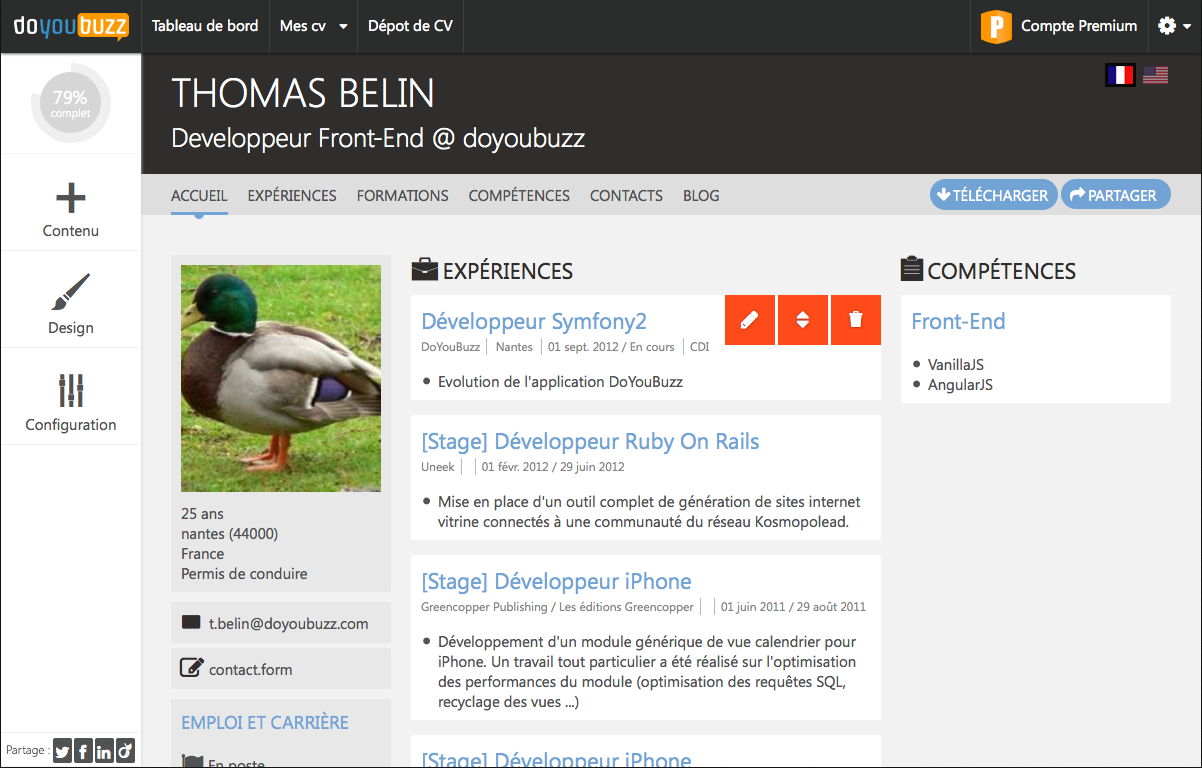 doyoubuzz
Tableau de bord
Mes cv
Dépot de CV
P
Compte Premium
79%
complet
Contenu
Design
Configuration
Partage :
THOMAS BELIN
Developpeur Front-End @ doyoubuzz
ACCUEIL
EXPÉRIENCES
FORMATIONS
COMPÉTENCES
CONTACTS
BLOG
TÉLÉCHARGER
PARTAGER
25 ans
nantes (44000)
France
Permis de conduire
t.belin@doyoubuzz.com
contact.form
EMPLOI ET CARRIÈRE
En poste
EXPÉRIENCES
Développeur Symfony2
DoYouBuzz | Nantes | 01 sept. 2012 / En cours | CDI
• Evolution de l'application DoYouBuzz
[Stage] Développeur Ruby On Rails
Uneek | | 01 févr. 2012 / 29 juin 2012
• Mise en place d'un outil complet de génération de sites internet
vitrine connectés à une communauté du réseau Kosmopolead.
[Stage] Développeur iPhone
Greencopper Publishing / Les éditions Greencopper | | 01 juin 2011 / 29 août 2011
• Développement d'un module générique de vue calendrier pour
iPhone. Un travail tout particulier a été réalisé sur l'optimisation
des performances du module (optimisation des requêtes SQL,
recyclage des vues ...)
[Stage] Développeur iPhone
COMPÉTENCES
Front-End
• VanillaJS
• AngularJS